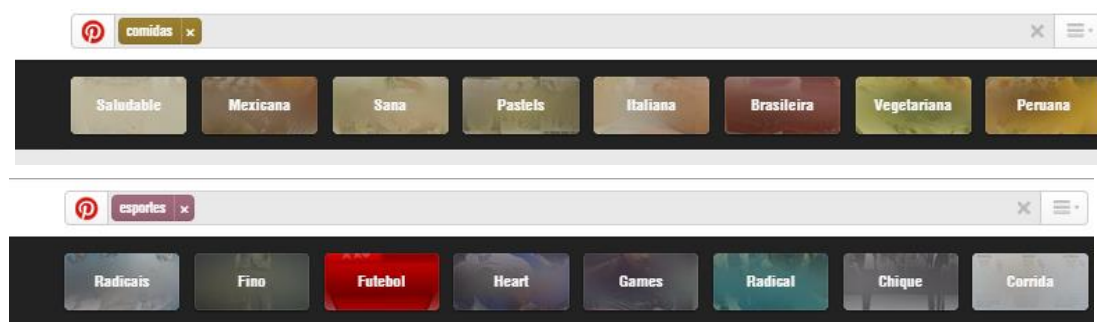 comidas ×
Saludable Mexicana Sana Pastels Italiana Brasileira Vegetariana Peruana
esportes ×
Radicais Fino Futebol Heart Games Radical Chique Corrida